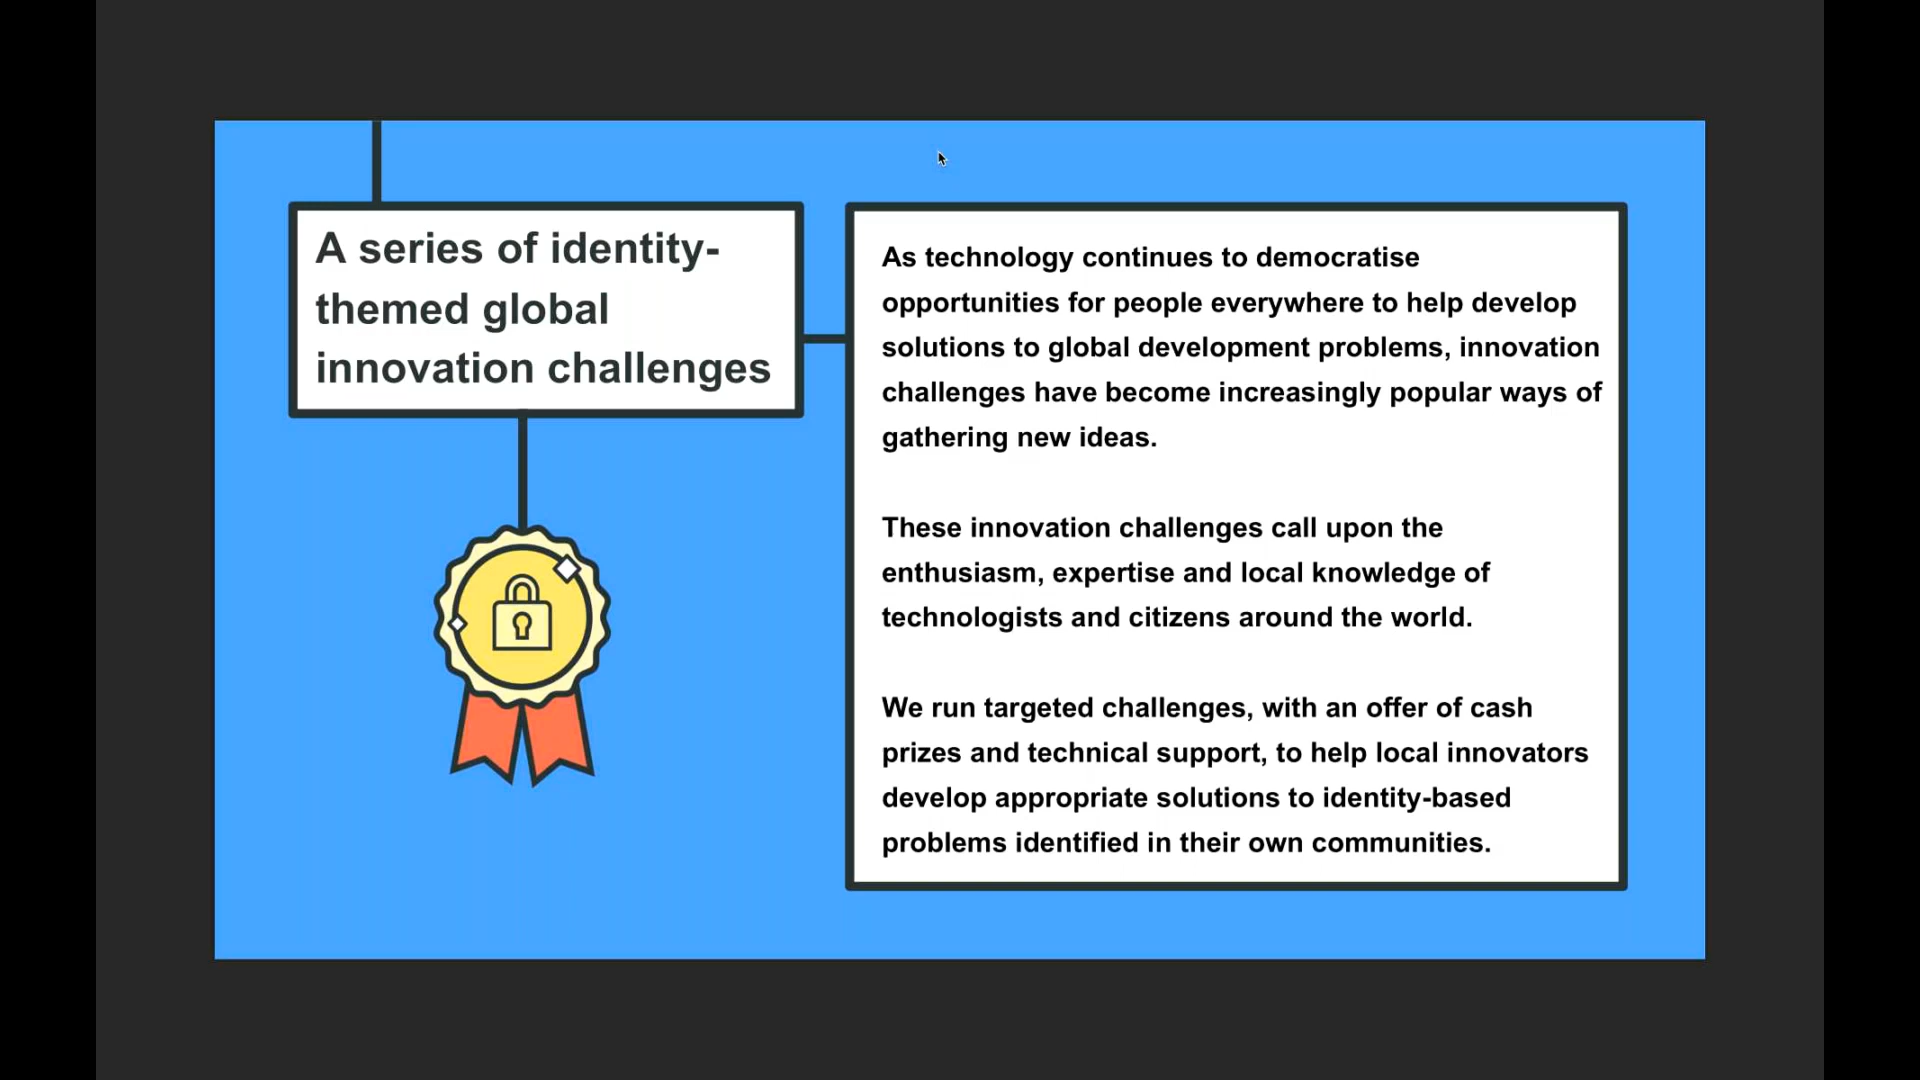 A series of identity-
themed global
innovation challenges
As technology continues to democratise
opportunities for people everywhere to help develop
solutions to global development problems, innovation
challenges have become increasingly popular ways of
gathering new ideas.
These innovation challenges call upon the
enthusiasm, expertise and local knowledge of
technologists and citizens around the world.
We run targeted challenges, with an offer of cash
prizes and technical support, to help local innovators
develop appropriate solutions to identity-based
problems identified in their own communities.